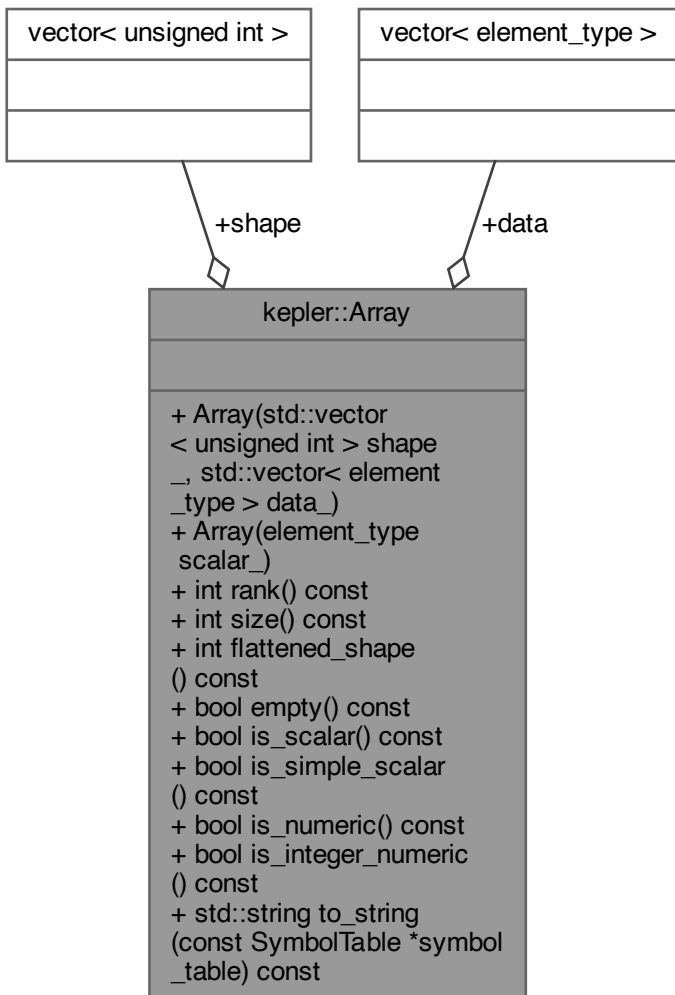 vector< unsigned int >
vector< element_type >
+shape
+data
kepler::Array
+ Array(std::vector
< unsigned int > shape
_, std::vector< element
_type > data_)
+ Array(element_type
scalar_)
+ int rank() const
+ int size() const
+ int flattened_shape
() const
+ bool empty() const
+ bool is_scalar() const
+ bool is_simple_scalar
() const
+ bool is_numeric() const
+ bool is_integer_numeric
() const
+ std::string to_string
(const SymbolTable *symbol
_table) const